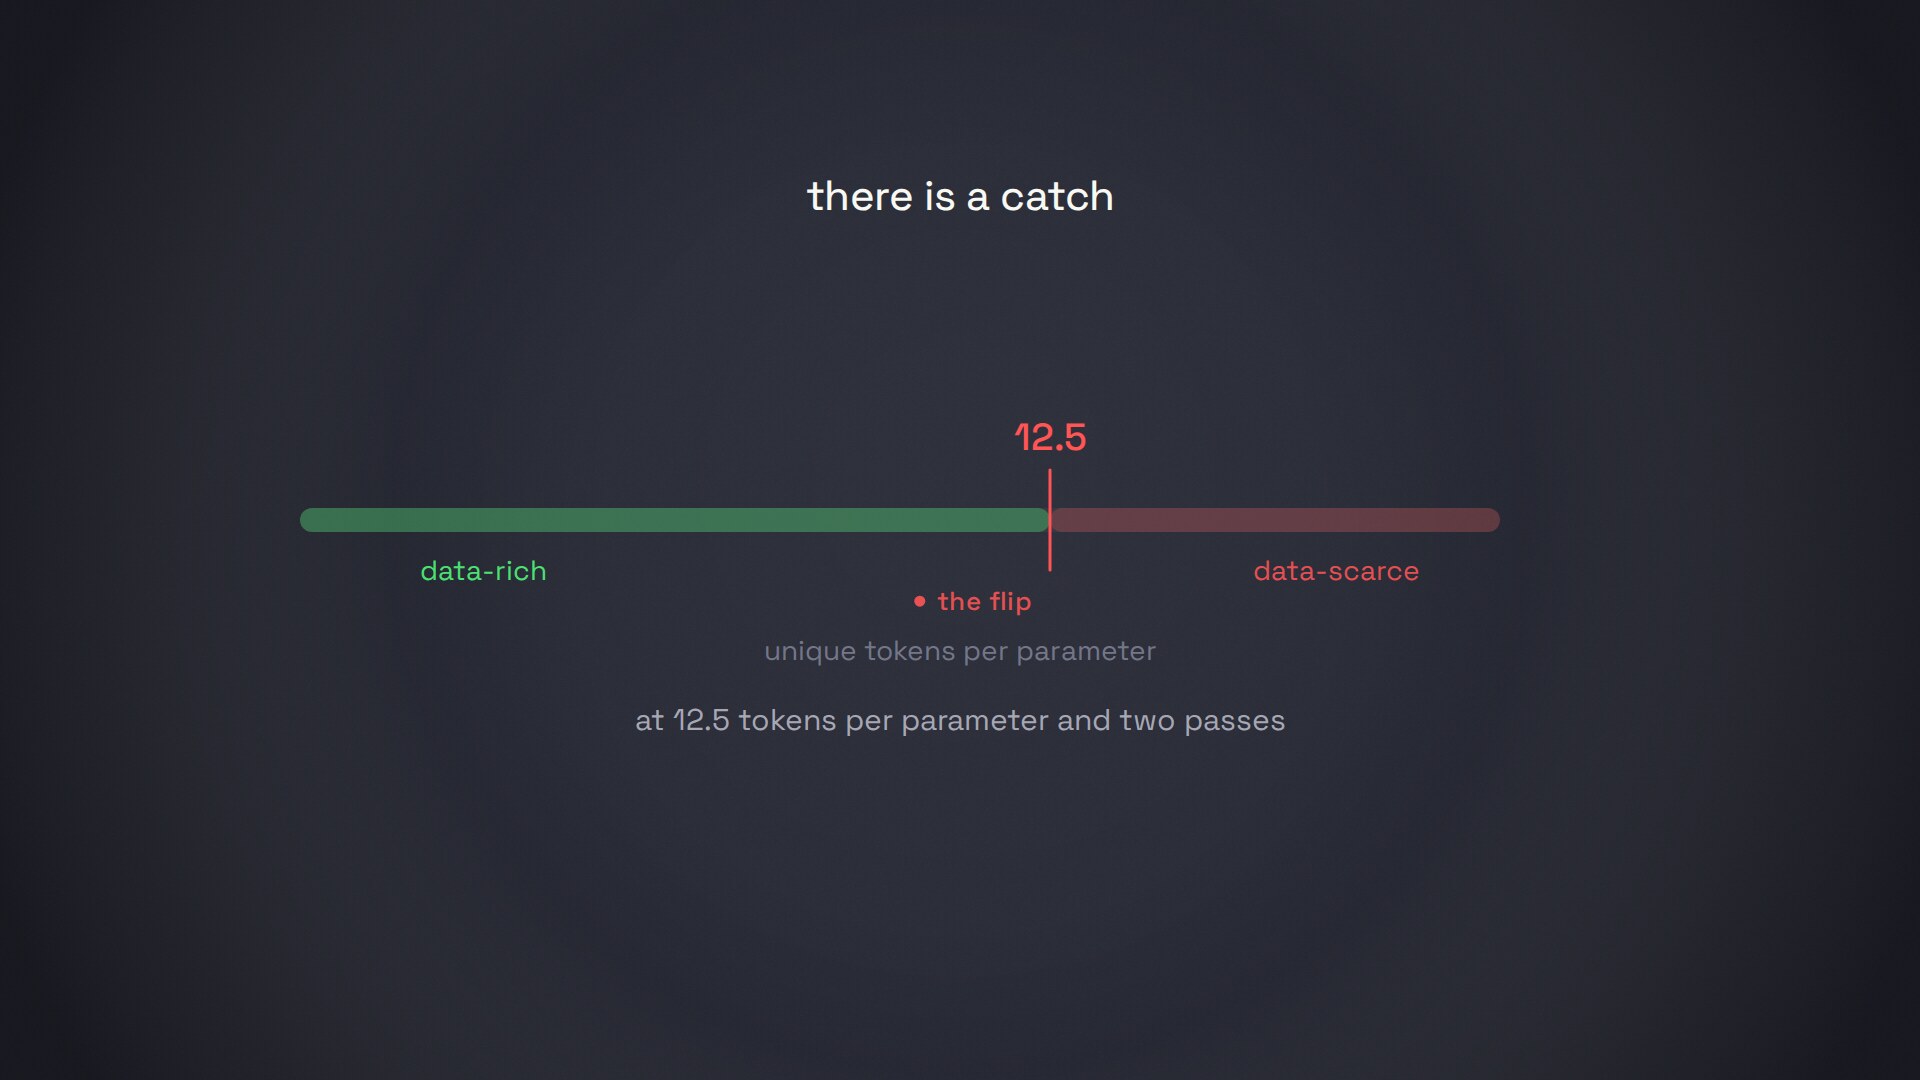 there is a catch
12.5
data-rich
data-scarce
the flip
unique tokens per parameter
at 12.5 tokens per parameter and two passes